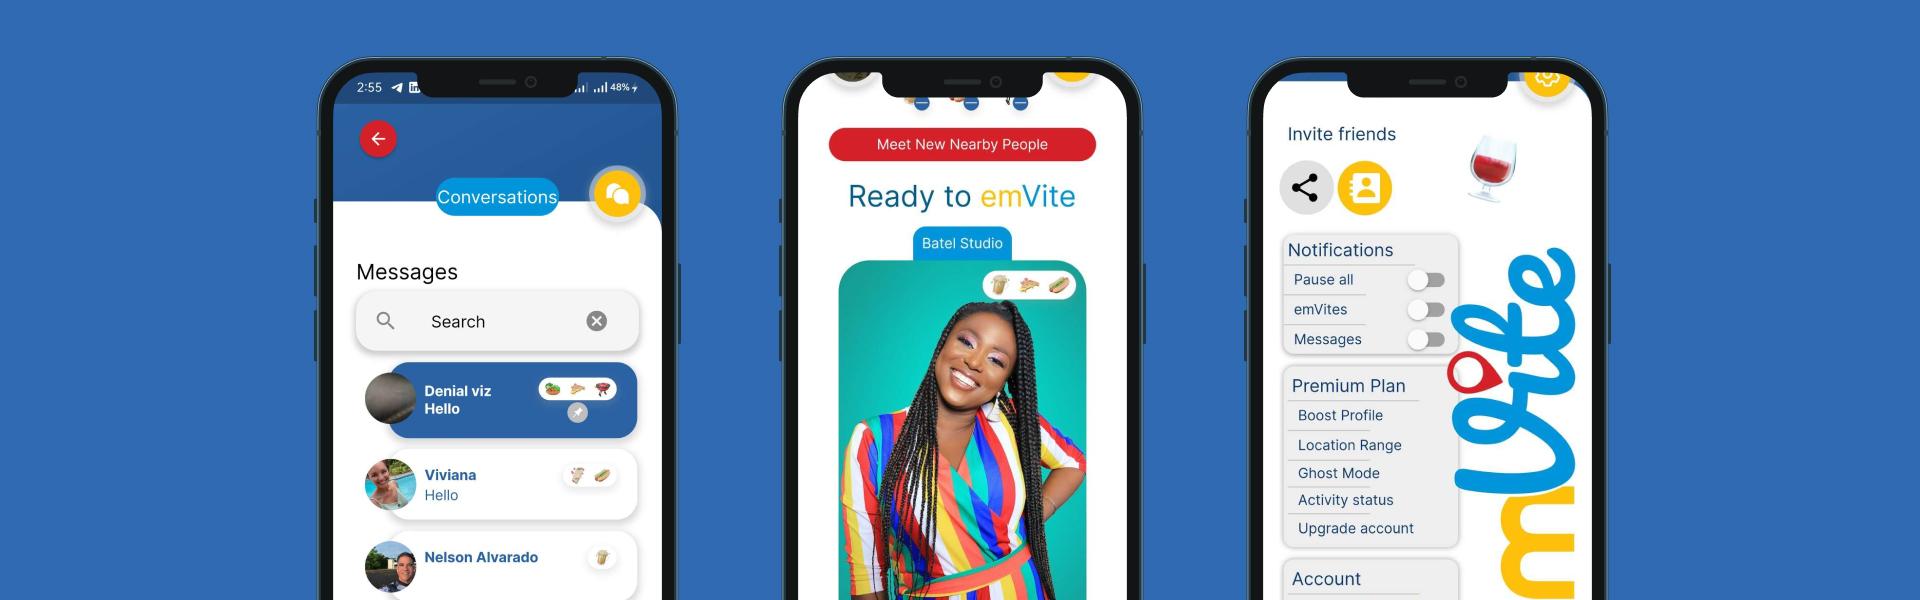 2:55
48%
Conversations
Messages
Search
Denial viz
Hello
Viviana
Hello
Nelson Alvarado
Meet New Nearby People
Ready to emVite
Batel Studio
Invite friends
Notifications
Pause all
emVites
Messages
Premium Plan
Boost Profile
Location Range
Ghost Mode
Activity status
Upgrade account
Account
emVite